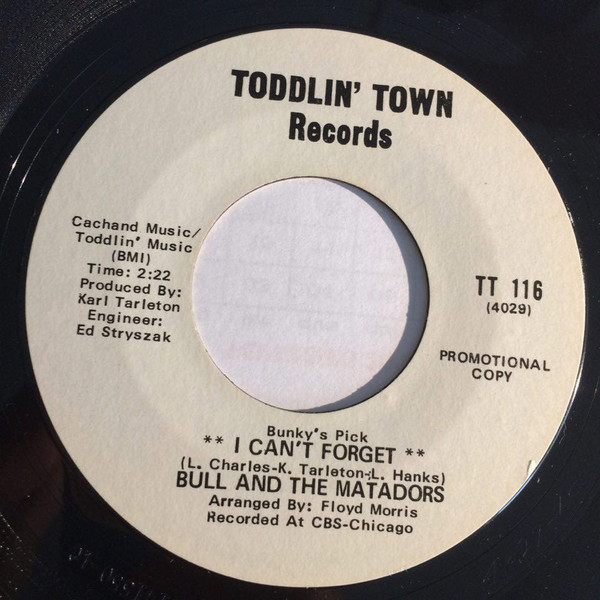 TODDLIN' TOWN
Records
Cachand Music/
Toddlin' Music
(BMI)
Time: 2:22
Produced By:
Karl Tarleton
Engineer:
Ed Stryszak
TT 116
(4029)
PROMOTIONAL
COPY
Bunky's Pick
** I CAN'T FORGET **
(L. Charles-K. Tarleton-L. Hanks)
BULL AND THE MATADORS
Arranged By: Floyd Morris
Recorded At CBS-Chicago